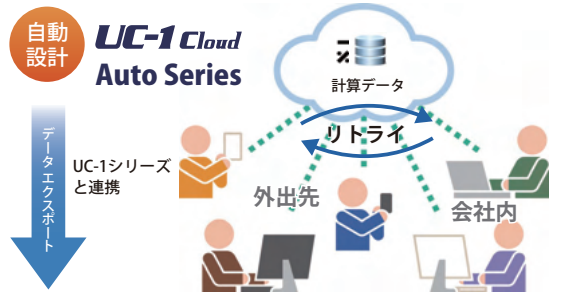 自動
設計
UC-1 Cloud
Auto Series
計算データ
リトライ
データエクスポート
UC-1シリーズ
と連携
外出先
会社内